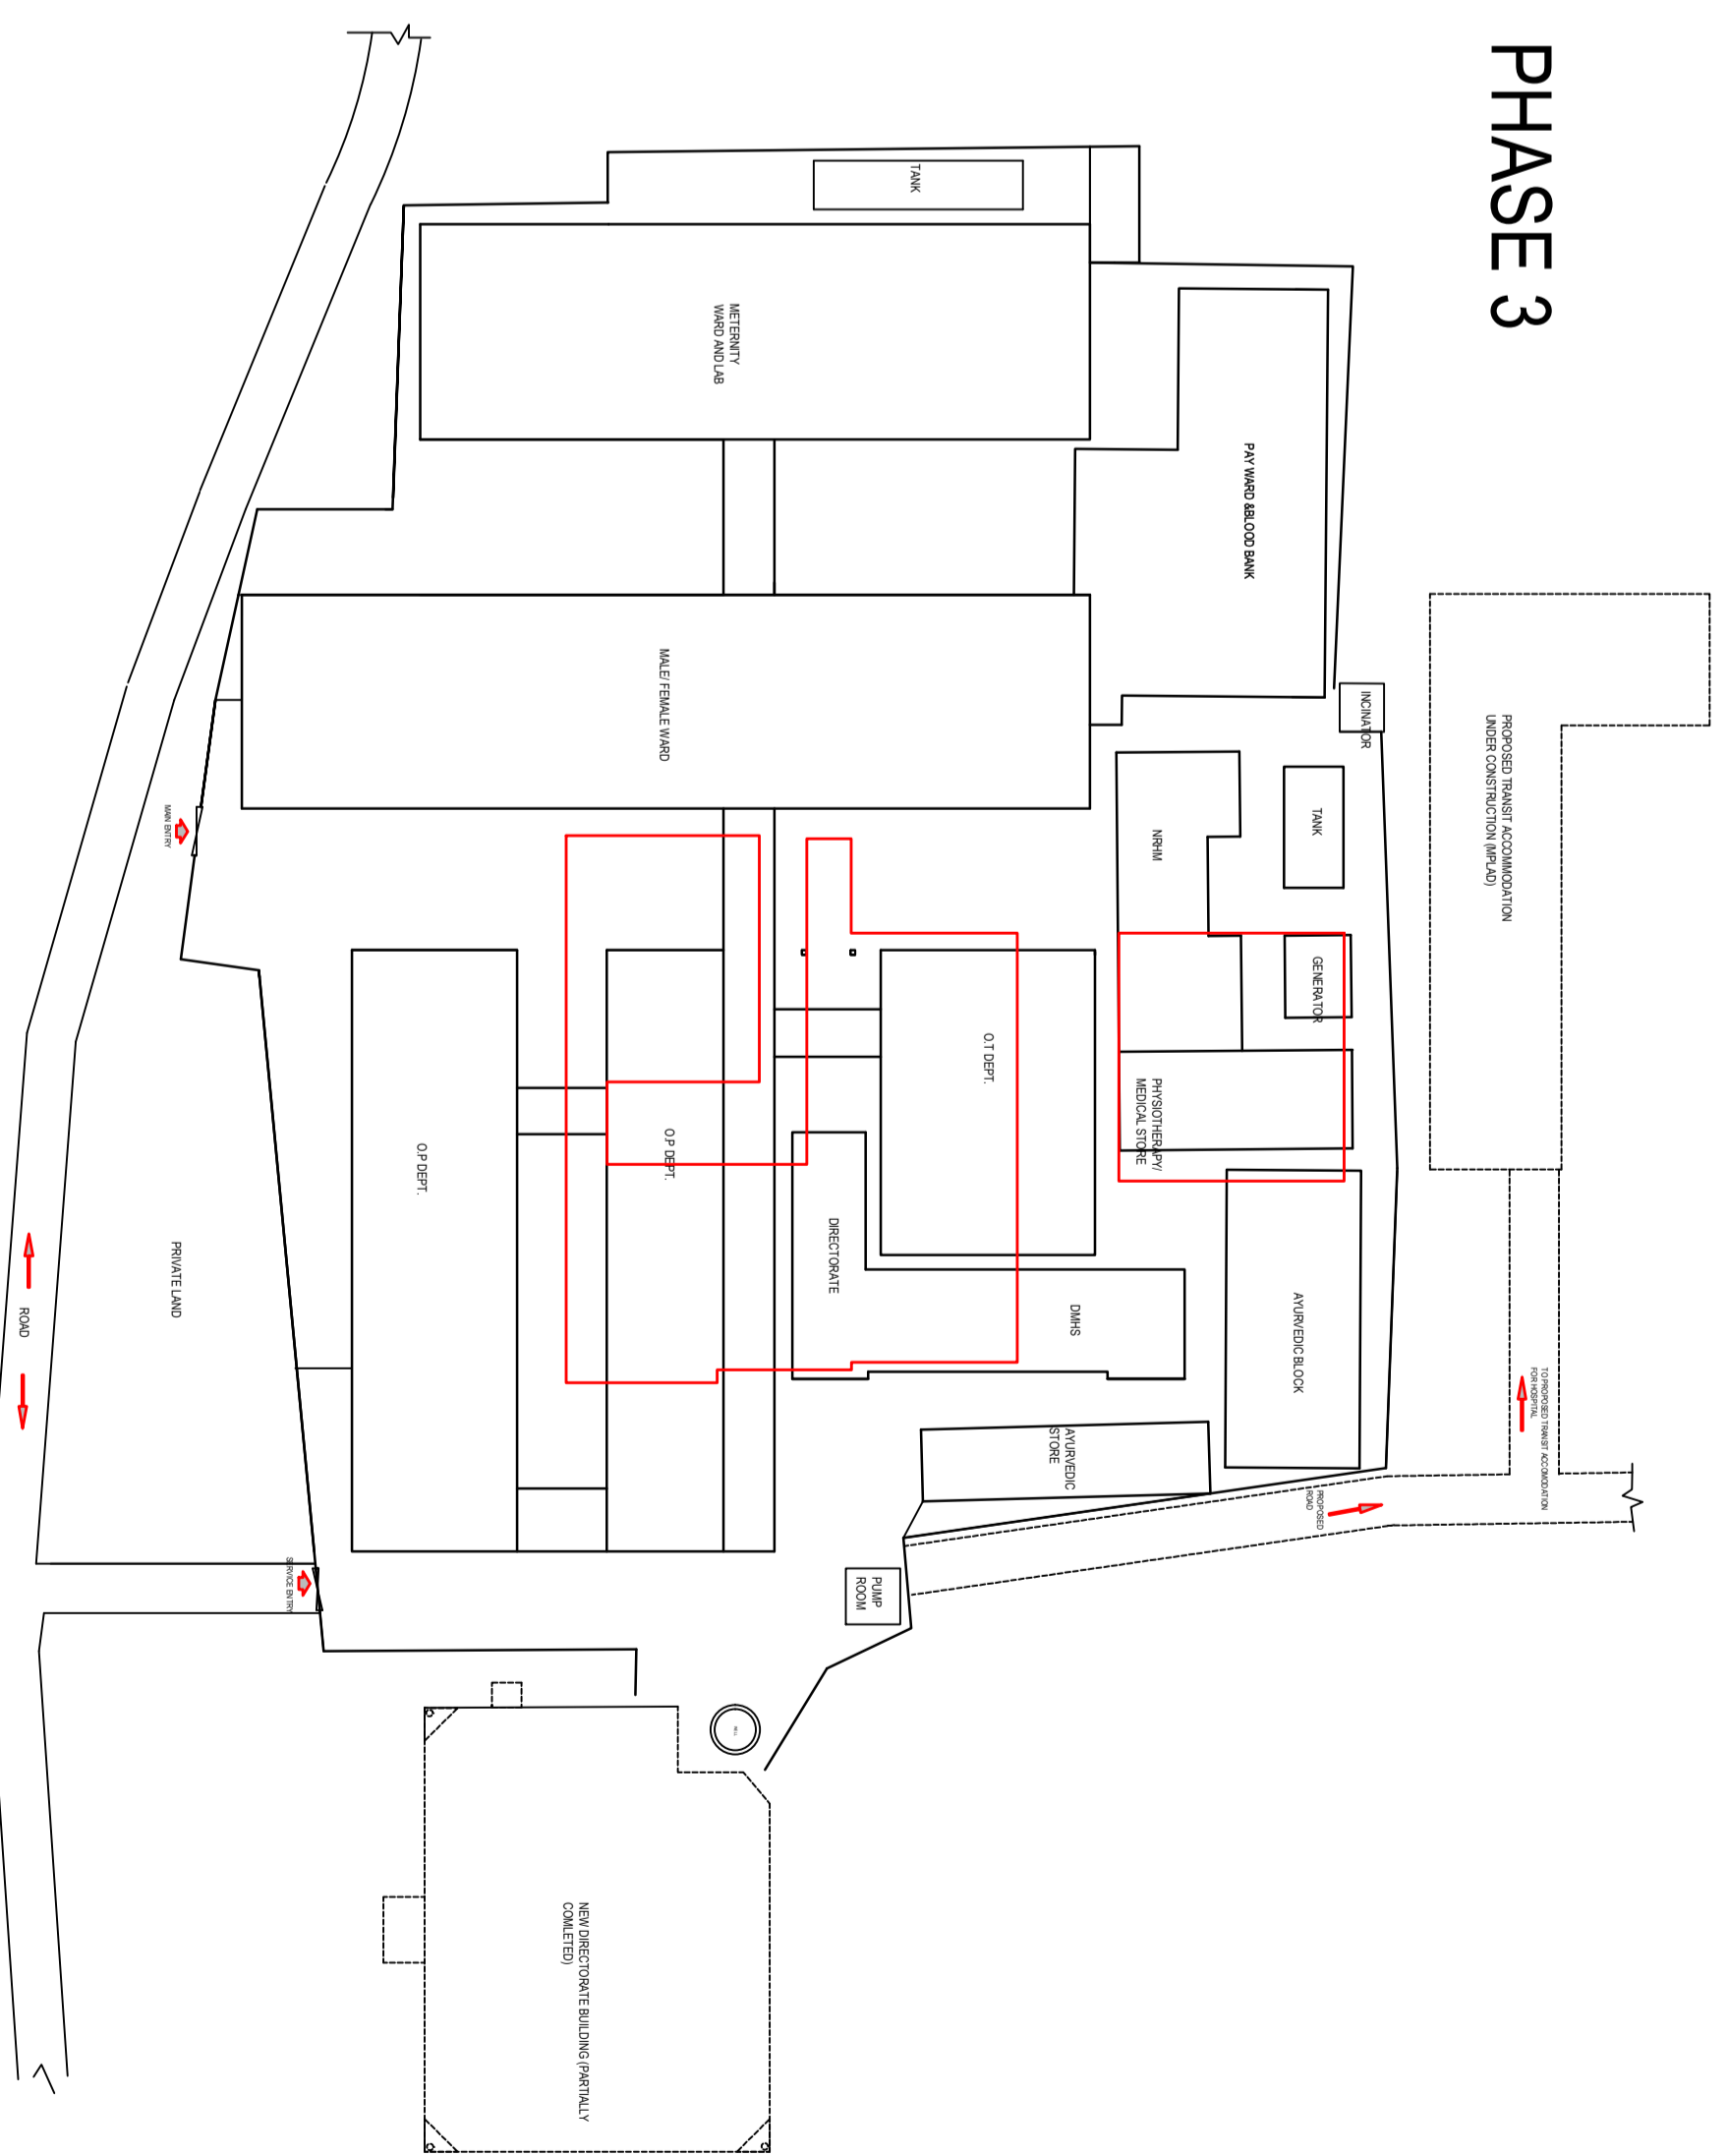 PHASE 3
TANK
METERNITY
WARD AND LAB
PAY WARD &BLOOD BANK
INCINATOR
PROPOSED TRANSIT ACCOMMODATION
UNDER CONSTRUCTION (MPLAD)
MALE/ FEMALE WARD
TANK
NRHM
MAIN ENTRY
GENERATOR
O.T DEPT.
PHYSIOTHERAPY/
MEDICAL STORE
O.P DEPT.
O.P DEPT.
DIRECTORATE
DMHS
AYURVEDIC BLOCK
PRIVATE LAND
ROAD
TO PROPOSED TRANSIT ACCOMODATION
FOR HOSPITAL
AYURVEDIC
STORE
PROPOSED
ROAD
SERVICE ENTRY
PUMP
ROOM
NEW DIRECTORATE BUILDING (PARTIALLY
COMLETED)